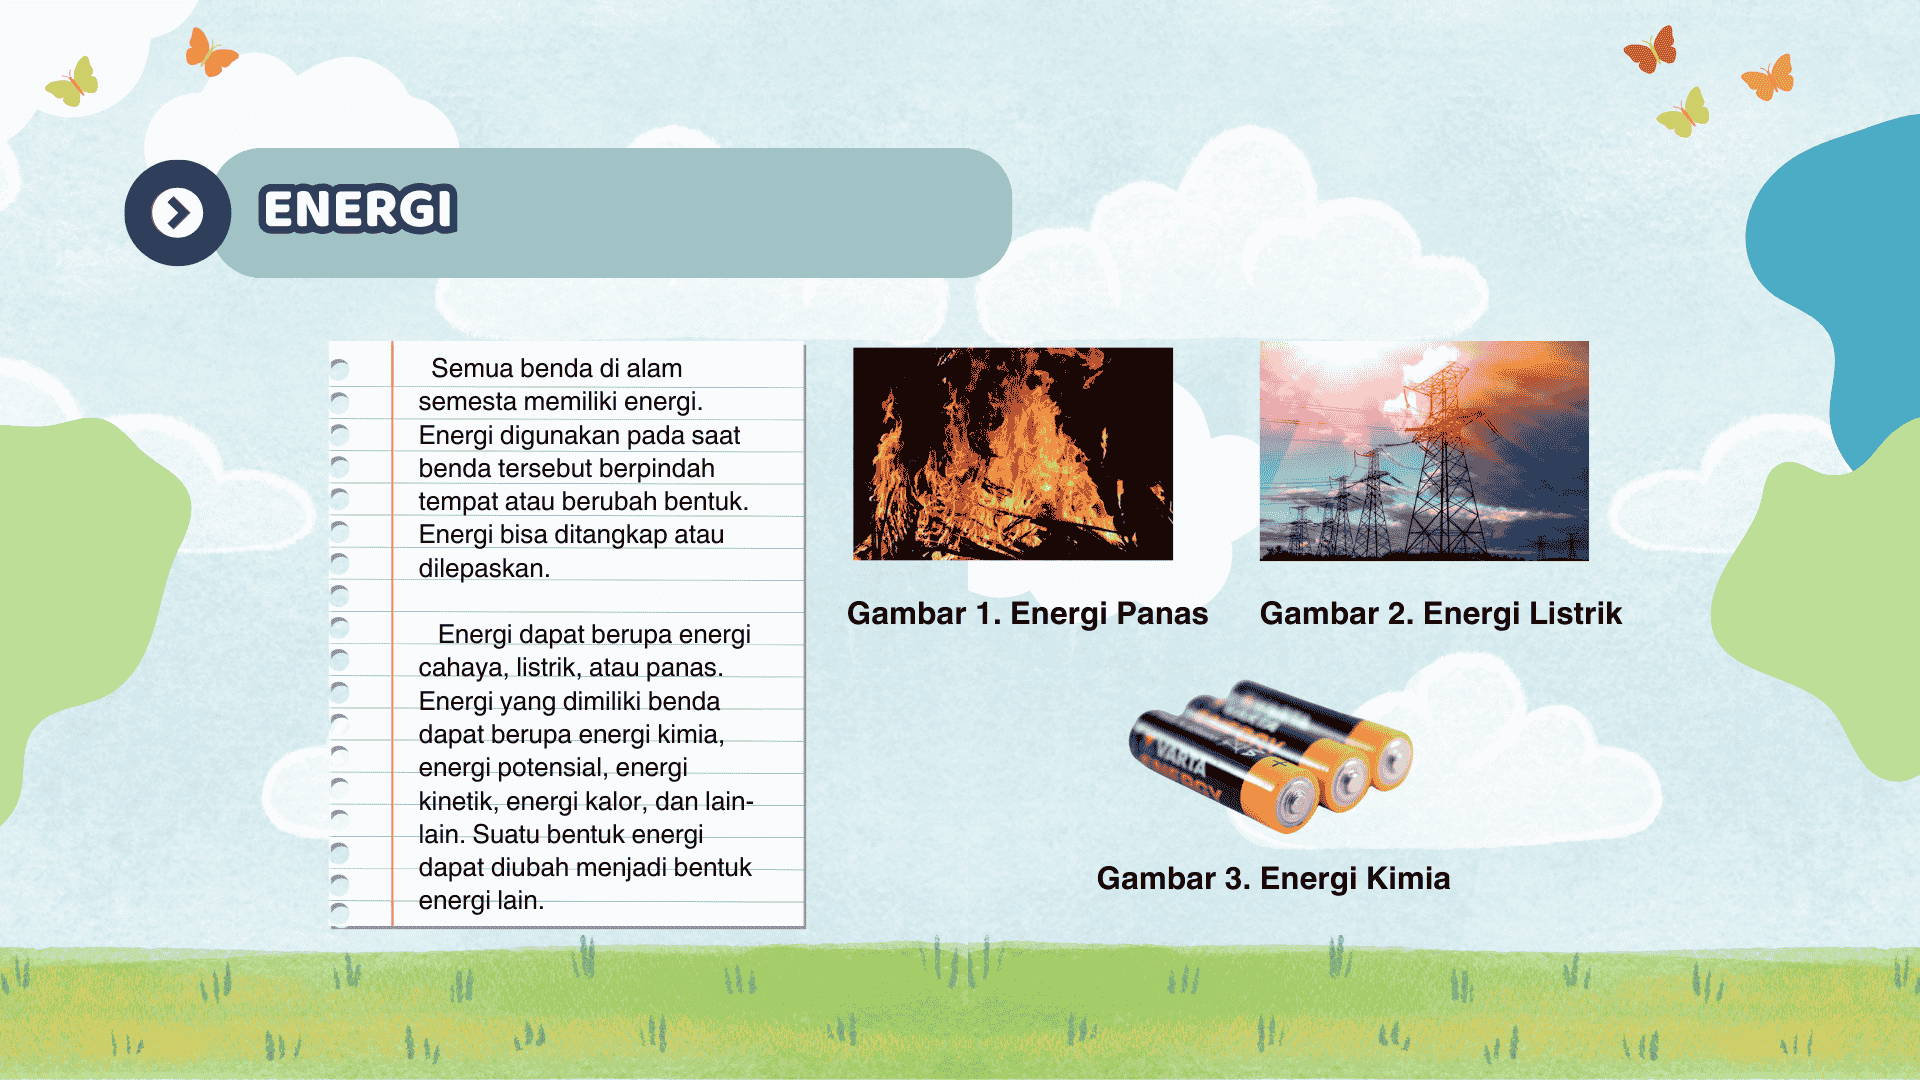 ENERGI
Semua benda di alam
semesta memiliki energi.
Energi digunakan pada saat
benda tersebut berpindah
tempat atau berubah bentuk.
Energi bisa ditangkap atau
dilepaskan.
Energi dapat berupa energi
cahaya, listrik, atau panas.
Energi yang dimiliki benda
dapat berupa energi kimia,
energi potensial, energi
kinetik, energi kalor, dan lain-
lain. Suatu bentuk energi
dapat diubah menjadi bentuk
energi lain.
Gambar 1. Energi Panas
Gambar 2. Energi Listrik
VARTA
ENERGY
Gambar 3. Energi Kimia